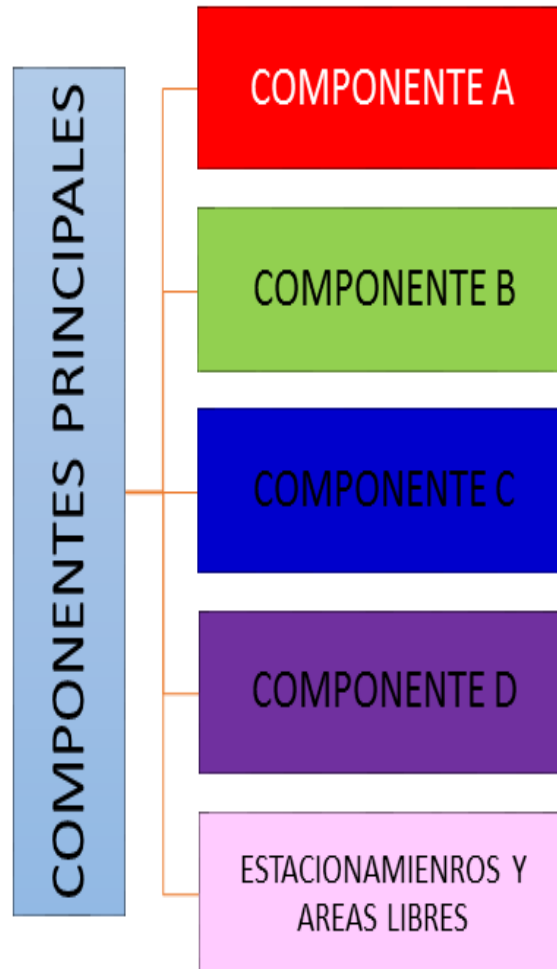 COMPONENTES PRINCIPALES
COMPONENTE A
COMPONENTE B
COMPONENTE C
COMPONENTE D
ESTACIONAMIENROS Y
AREAS LIBRES